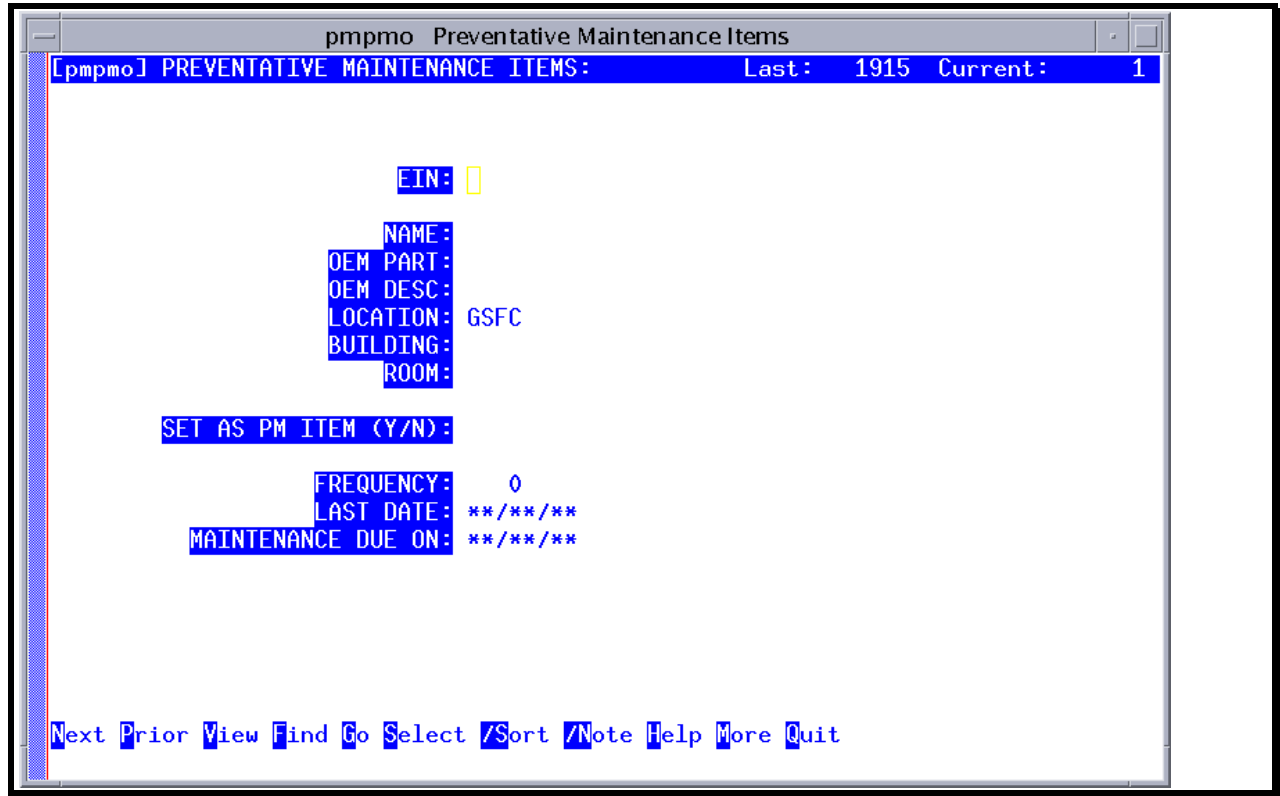 pmpmo Preventative Maintenance Items
[pmpmo] PREVENTATIVE MAINTENANCE ITEMS: Last: 1915 Current: 1
EIN:
NAME:
OEM PART:
OEM DESC:
LOCATION: GSFC
BUILDING:
ROOM:
SET AS PM ITEM (Y/N):
FREQUENCY: 0
LAST DATE: **/**/**
MAINTENANCE DUE ON: **/**/**
Next Prior View Find Go Select /Sort /Note Help More Quit